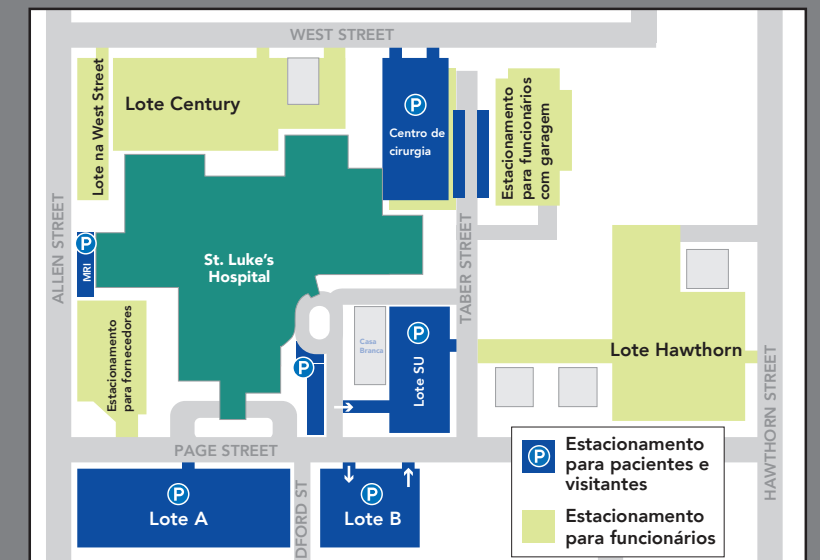 WEST STREET
Lote na West Street
Lote Century
P
Centro de
cirurgia
Estacionamento
para funcionários
com garagem
ALLEN STREET
P
MRI
St. Luke's
Hospital
TABER STREET
Estacionamento
para fornecedores
Casa
Branca
P
Lote SU
P
Lote Hawthorn
HAWTHORN STREET
PAGE STREET
P
Lote A
DFORD ST
P
Lote B
P
Estacionamento
para pacientes e
visitantes
Estacionamento
para funcionários